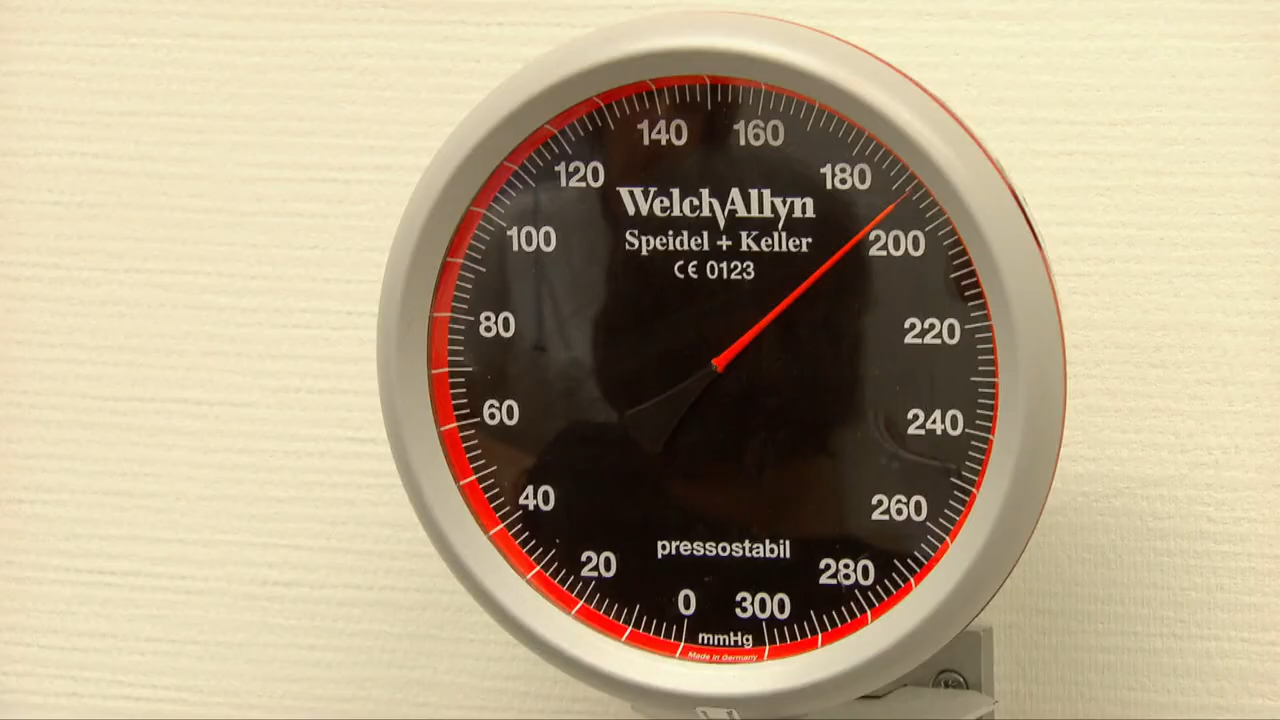 140 160
120 180
WelchAllyn
100 Speidel + Keller 200
CE 0123
80 220
60 240
40 260
pressostabil
20 280
0 300
mmHg
Made in Germany